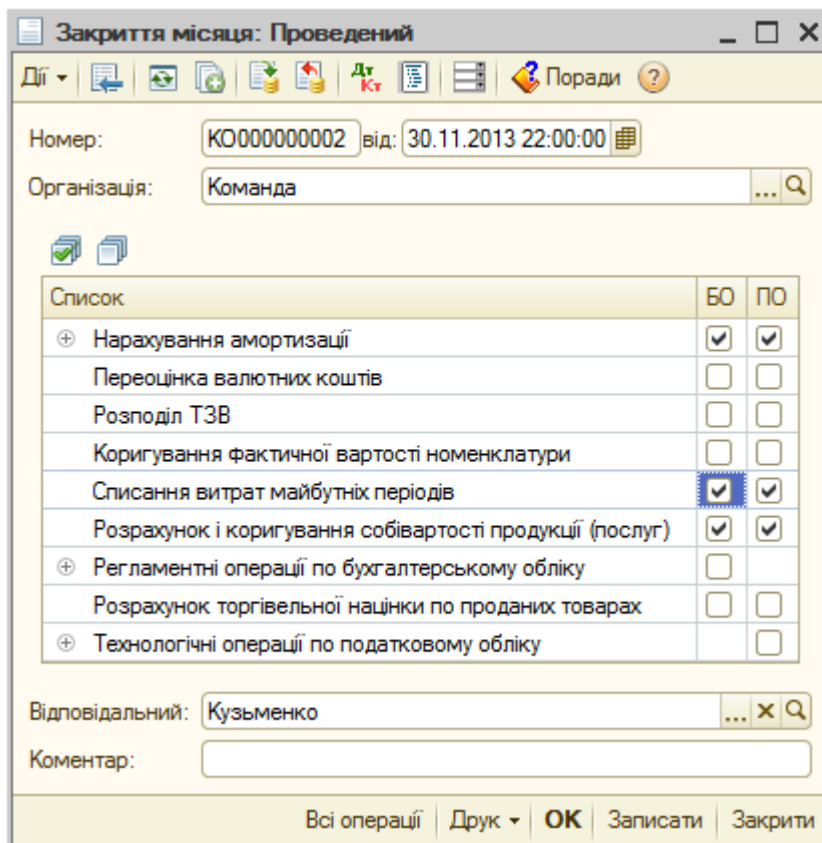 Закриття місяця: Проведений
Дії Дт Кт Поради ?
Номер: КО000000002 від: 30.11.2013 22:00:00
Організація: Команда ...
Список БО ПО
Нарахування амортизації
Переоцінка валютних коштів
Розподіл ТЗВ
Коригування фактичної вартості номенклатури
Списання витрат майбутніх періодів
Розрахунок і коригування собівартості продукції (послуг)
Регламентні операції по бухгалтерському обліку
Розрахунок торгівельної націнки по проданих товарах
Технологічні операції по податковому обліку
Відповідальний: Кузьменко ...
Коментар:
Всі операції Друк ОК Записати Закрити